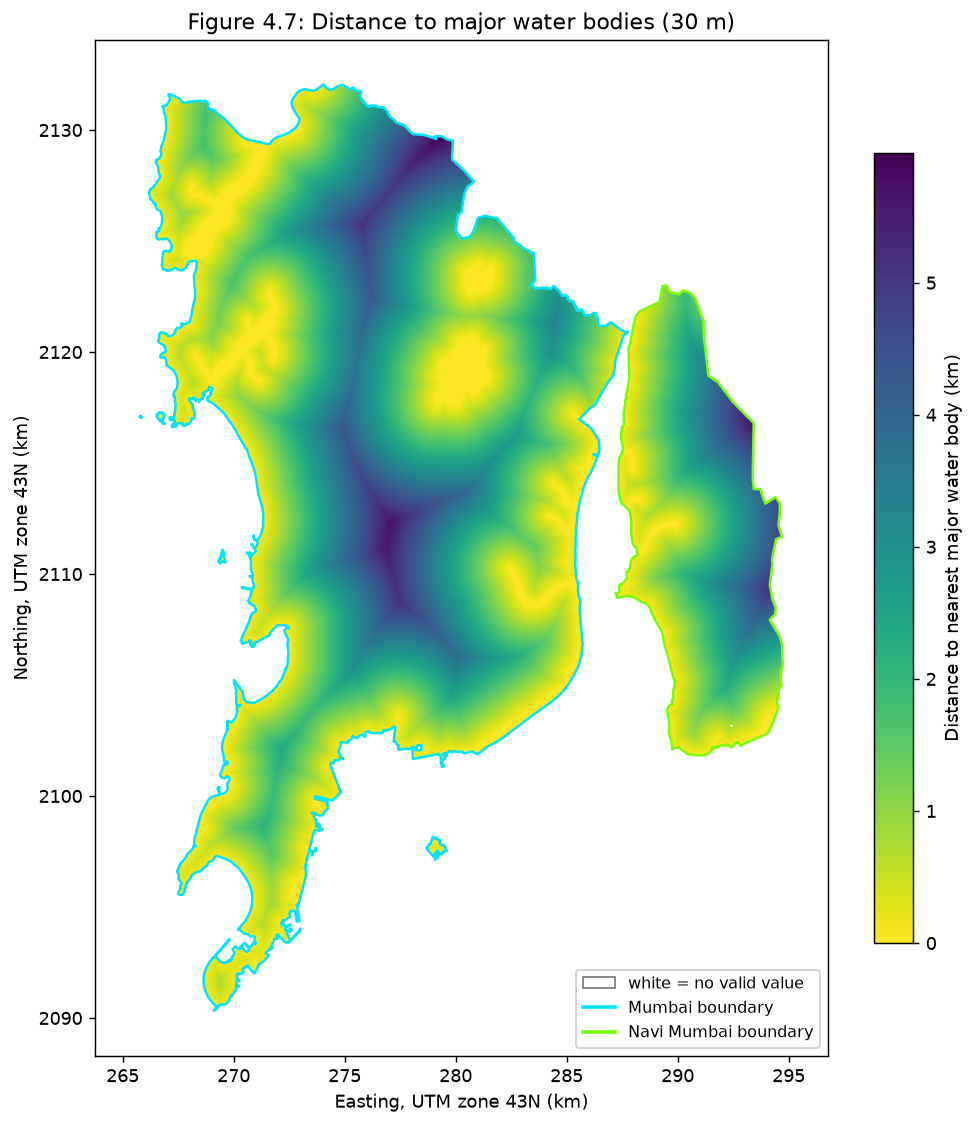 Figure 4.7: Distance to major water bodies (30 m)
2130
2120
2110
2100
2090
Northing, UTM zone 43N (km)
265 270 275 280 285 290 295
Easting, UTM zone 43N (km)
white = no valid value
Mumbai boundary
Navi Mumbai boundary
5
4
3
2
1
0
Distance to nearest major water body (km)